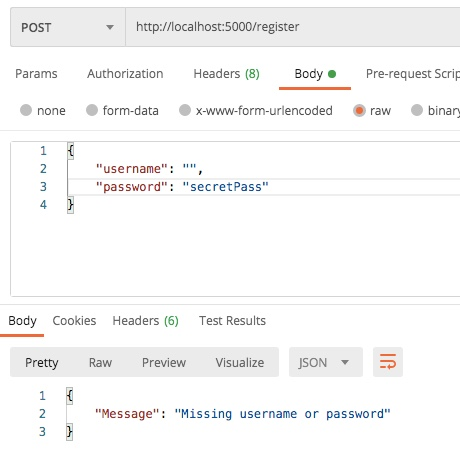 POST http://localhost:5000/register
Params Authorization Headers (8) Body Pre-request Scrip
none form-data x-www-form-urlencoded raw binary
1 {
2 "username": "",
3 "password": "secretPass"
4 }
Body Cookies Headers (6) Test Results
Pretty Raw Preview Visualize JSON
1 {
2 "Message": "Missing username or password"
3 }